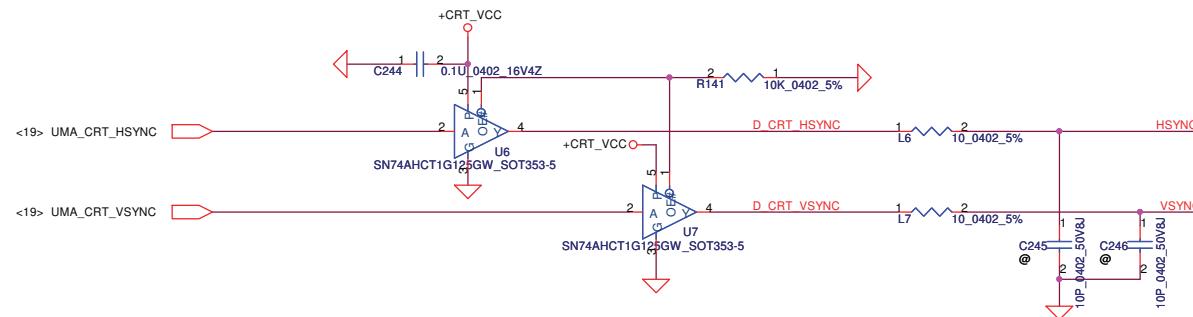 +CRT_VCC
1
2
C244
0.1U_0402_16V4Z
5
1
2
1
R141
10K_0402_5%
<19> UMA_CRT_HSYNC
2
P
OE#
A
Y
G
4
3
U6
SN74AHCT1G125GW_SOT353-5
D_CRT_HSYNC
1
2
L6
10_0402_5%
HSYNC
+CRT_VCC
5
1
<19> UMA_CRT_VSYNC
2
P
OE#
A
Y
G
4
3
U7
SN74AHCT1G125GW_SOT353-5
D_CRT_VSYNC
1
2
L7
10_0402_5%
VSYNC
1
C245
@
2
10P_0402_50V8J
1
C246
@
2
10P_0402_50V8J